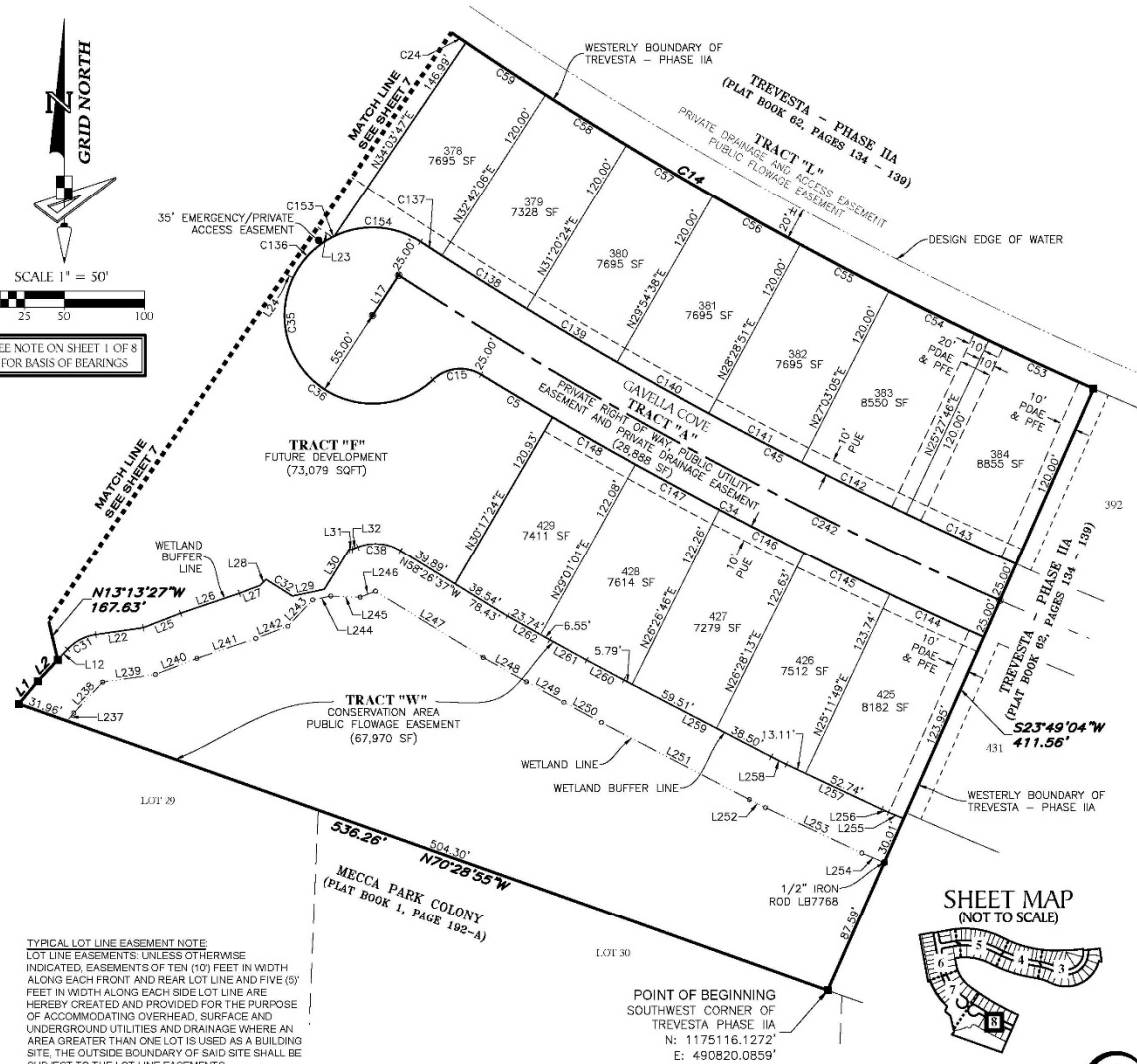 GRID NORTH
N
SCALE 1" = 50'
25 50 100
EE NOTE ON SHEET 1 OF 8
FOR BASIS OF BEARINGS
C24
MATCH LINE
SEE SHEET 7
146.99'
N34°03'47"E
C59
WESTERLY BOUNDARY OF
TREVESTA - PHASE IIA
TREVESTA - PHASE IIA
(PLAT BOOK 62, PAGES 134 - 139)
TRACT "L"
PRIVATE DRAINAGE AND ACCESS EASEMENT
PUBLIC FLOWAGE EASEMENT
C58
C57
C14
C56
20'
C55
DESIGN EDGE OF WATER
C54
C53
378
7695 SF
120.00'
N32°42'06"E
379
7328 SF
120.00'
N31°20'24"E
380
7695 SF
120.00'
N29°54'38"E
381
7695 SF
120.00'
N28°28'51"E
382
7695 SF
120.00'
N27°03'05"E
383
8550 SF
20'
PDAE
& PFE
10'
10'
N25°27'46"E
120.00'
384
8855 SF
10'
PDAE
& PFE
120.00'
392
C153
C137
C154
35' EMERGENCY/PRIVATE
ACCESS EASEMENT
C136
L23
25.00'
L24
C35
L17
55.00'
C36
C15
25.00'
C138
C139
C140
C141
C45
C142
C143
10'
PUE
GAVELLA COVE
TRACT "A"
PRIVATE RIGHT OF WAY PUBLIC UTILITY
EASEMENT AND PRIVATE DRAINAGE EASEMENT
(28,888 SF)
C5
C148
C147
C34
C242
C146
C145
C144
25.00'
25.00'
10'
PUE
10'
PDAE
& PFE
TREVESTA - PHASE IIA
(PLAT BOOK 62, PAGES 134 - 139)
TRACT "F"
FUTURE DEVELOPMENT
(73,079 SQFT)
MATCH LINE
SEE SHEET 7
120.93'
N30°17'24"E
429
7411 SF
122.08'
N29°01'01"E
428
7614 SF
122.26'
N26°26'46"E
427
7279 SF
122.63'
N26°28'13"E
426
7512 SF
123.74'
N25°11'49"E
425
8182 SF
123.95'
S23°49'04"W
411.56'
431
WESTERLY BOUNDARY OF
TREVESTA - PHASE IIA
WETLAND
BUFFER
LINE
L31
L32
L30
C38
39.89'
N58°26'37"W
78.43'
38.54'
23.74'
L262
6.55'
L261
L260
5.79'
59.51'
L259
38.50'
13.11'
L258
52.74'
L257
L256
L255
L28
C32
L29
L27
L26
L25
L22
C31
L12
N13°13'27"W
167.63'
L1
L2
31.96'
L237
L238
L239
L240
L241
L242
L243
L244
L245
L246
L247
L248
L249
L250
L251
L252
L253
L254
30.01'
TRACT "W"
CONSERVATION AREA
PUBLIC FLOWAGE EASEMENT
(67,970 SF)
WETLAND LINE
WETLAND BUFFER LINE
LOT 29
536.26'
504.30'
N70°28'55"W
MECCA PARK COLONY
(PLAT BOOK 1, PAGE 192-A)
LOT 30
1/2" IRON
ROD LB7768
87.59'
POINT OF BEGINNING
SOUTHWEST CORNER OF
TREVESTA PHASE IIA
N: 1175116.1272'
E: 490820.0859'
SHEET MAP
(NOT TO SCALE)
5
4
3
6
7
8
TYPICAL LOT LINE EASEMENT NOTE:
LOT LINE EASEMENTS: UNLESS OTHERWISE
INDICATED, EASEMENTS OF TEN (10') FEET IN WIDTH
ALONG EACH FRONT AND REAR LOT LINE AND FIVE (5)'
FEET IN WIDTH ALONG EACH SIDE LOT LINE ARE
HEREBY CREATED AND PROVIDED FOR THE PURPOSE
OF ACCOMMODATING OVERHEAD, SURFACE AND
UNDERGROUND UTILITIES AND DRAINAGE WHERE AN
AREA GREATER THAN ONE LOT IS USED AS A BUILDING
SITE, THE OUTSIDE BOUNDARY OF SAID SITE SHALL BE